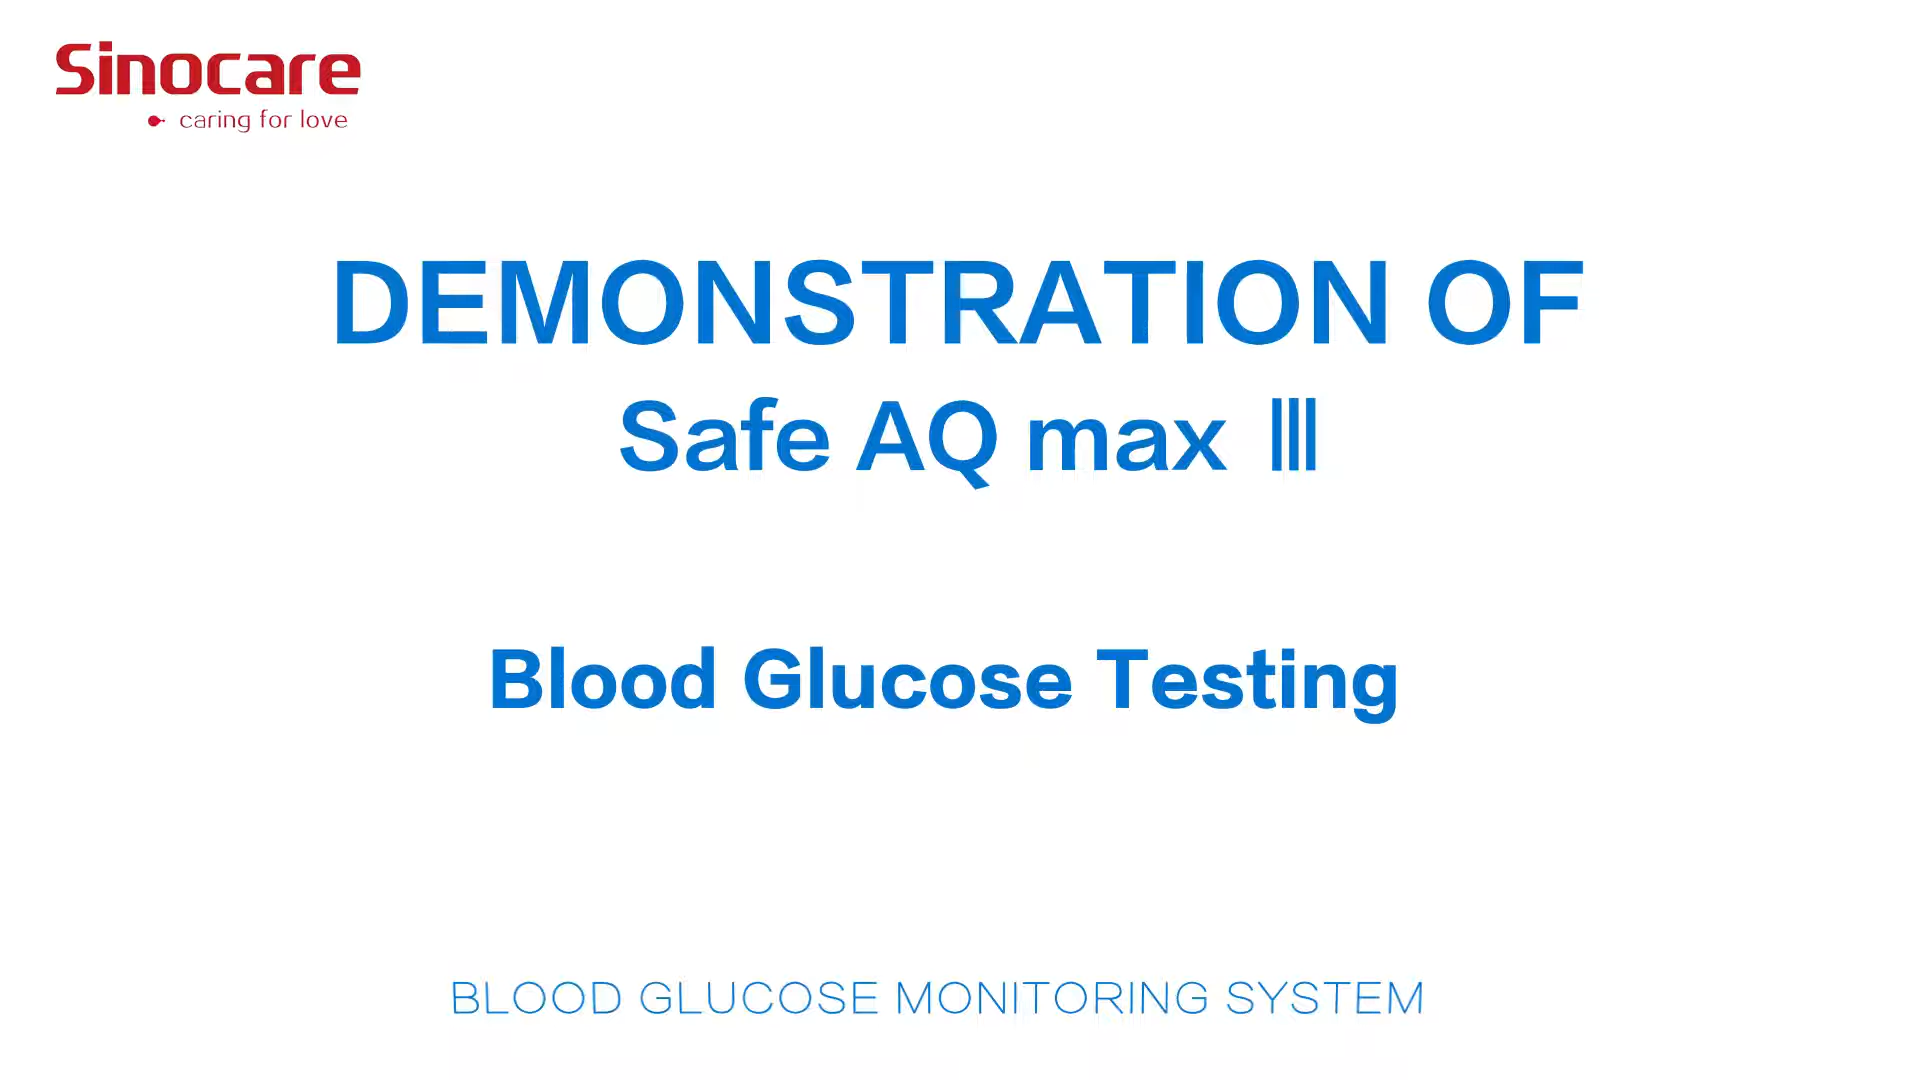 Sinocare
caring for love
DEMONSTRATION OF
Safe AQ max Ⅲ
Blood Glucose Testing
BLOOD GLUCOSE MONITORING SYSTEM